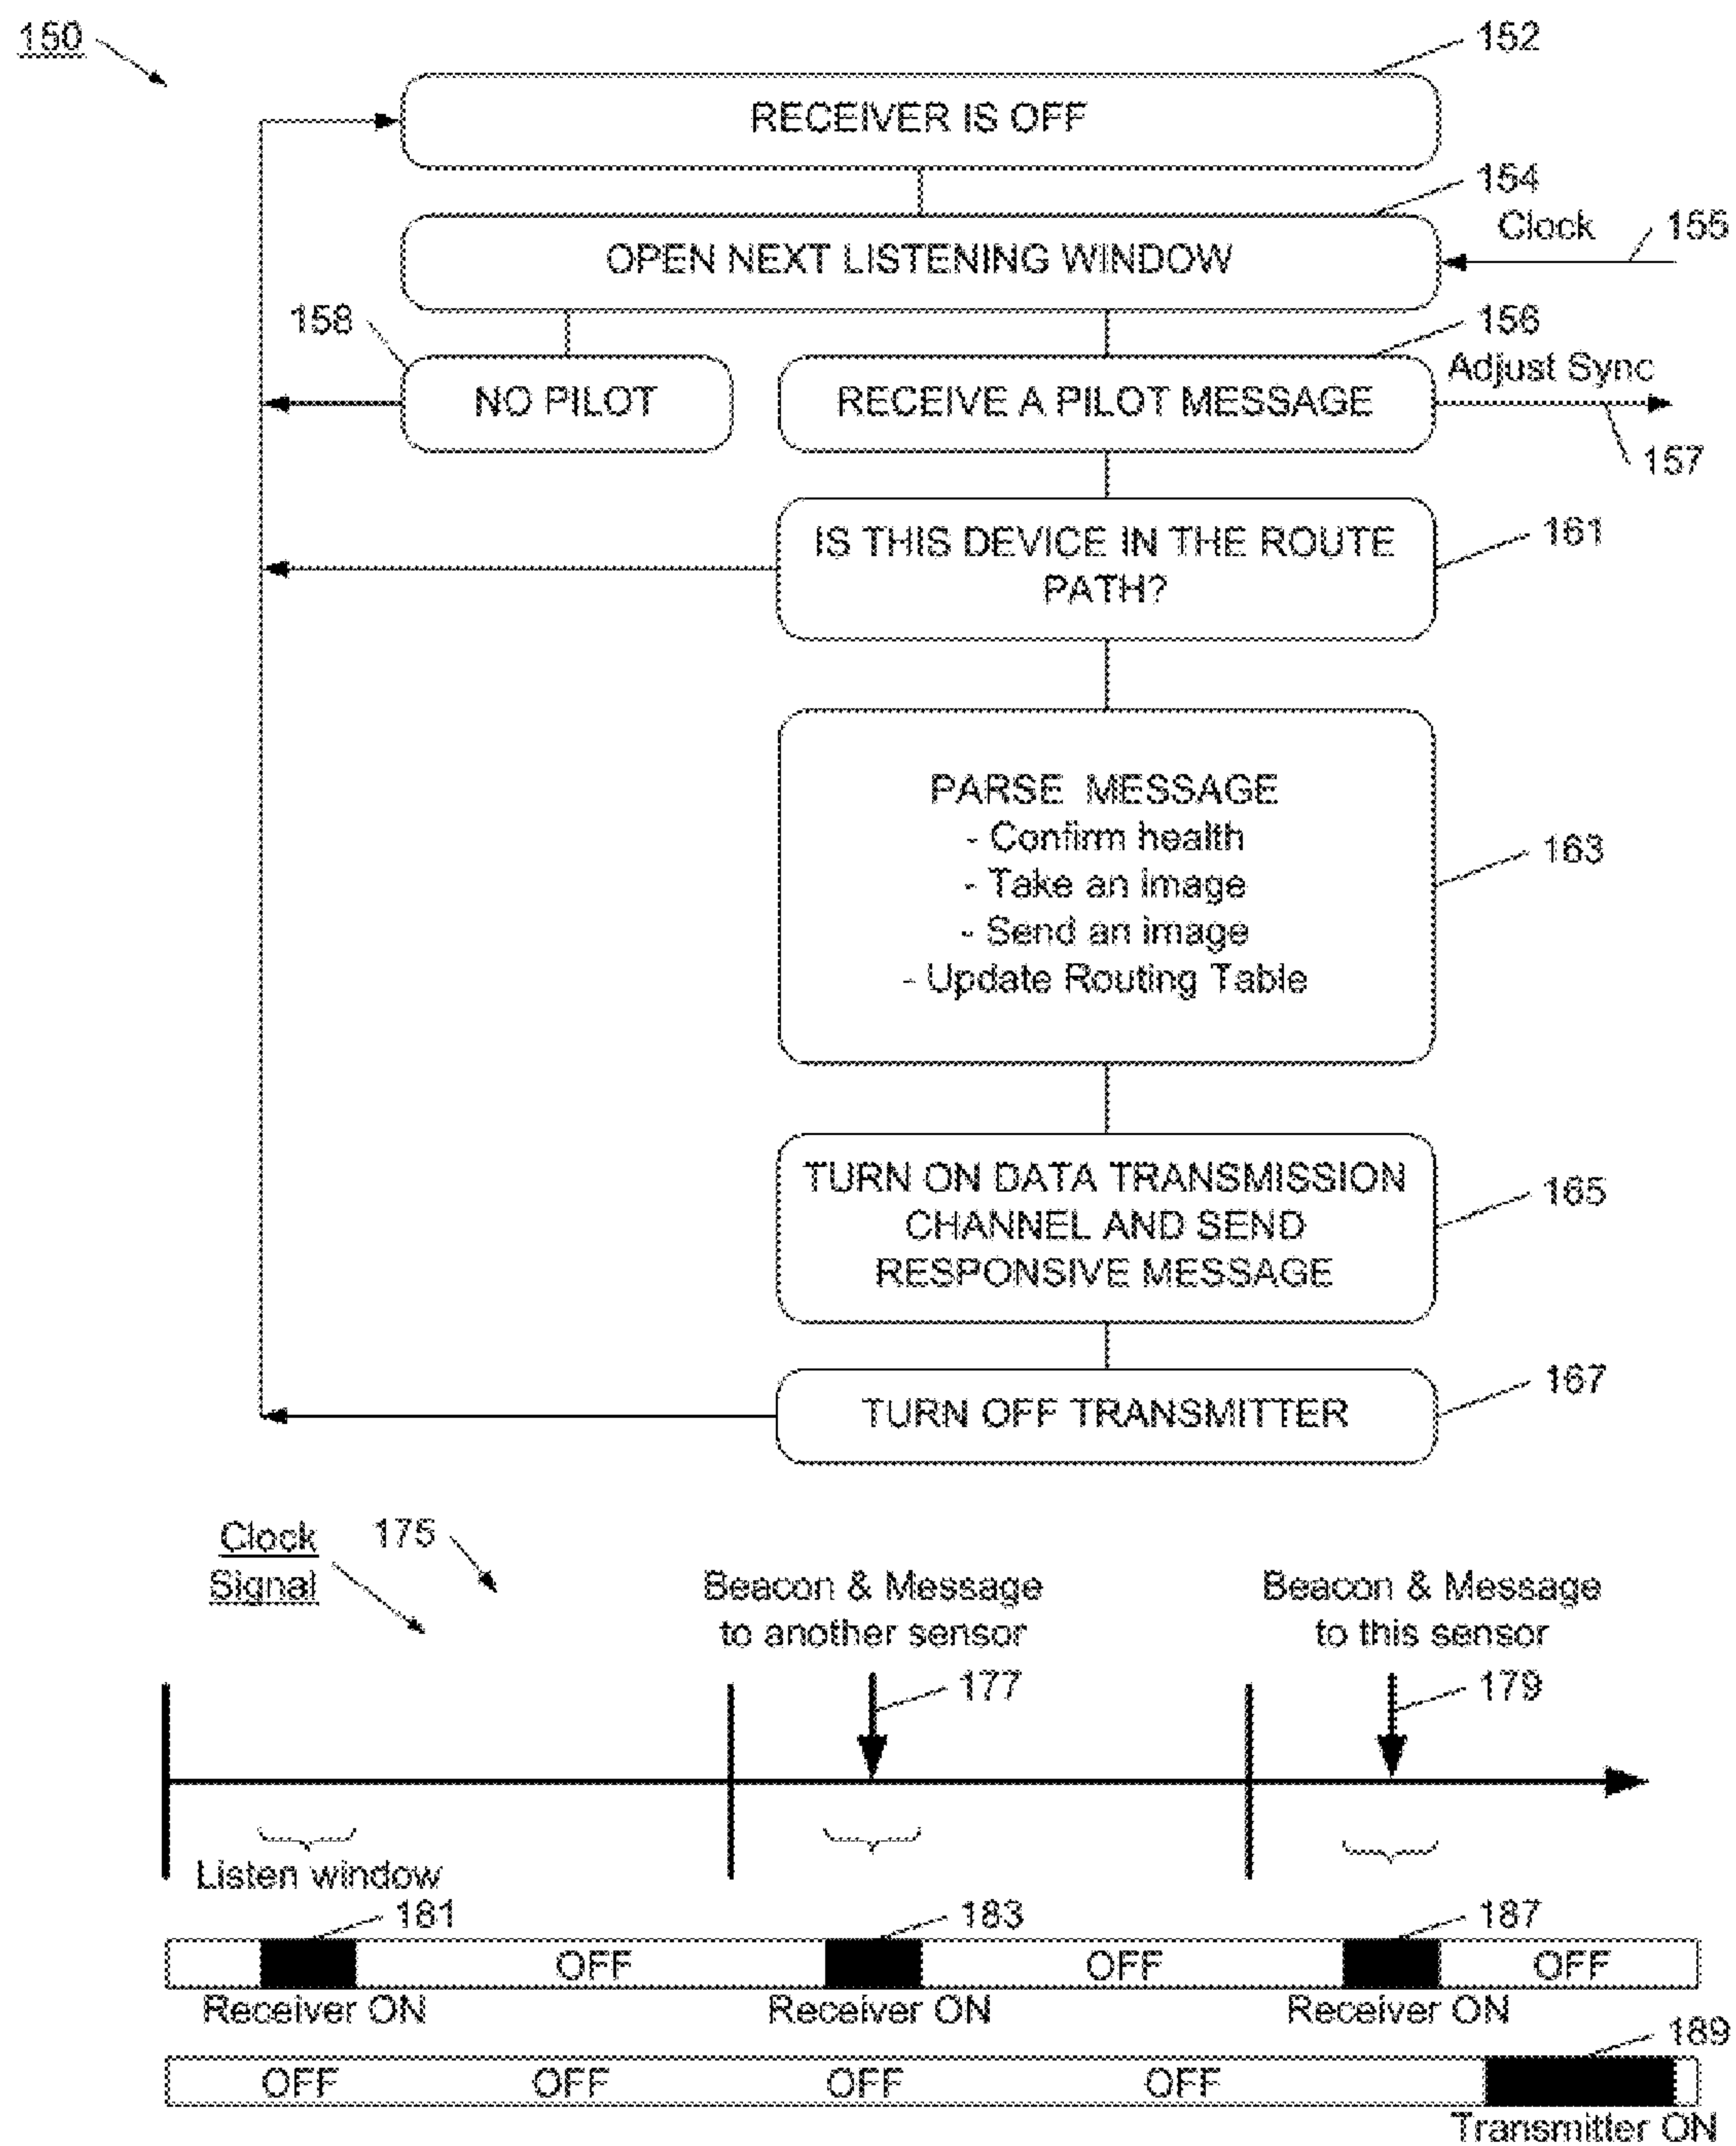 150
152
RECEIVER IS OFF
154
OPEN NEXT LISTENING WINDOW
Clock
155
158
156
NO PILOT
RECEIVE A PILOT MESSAGE
Adjust Sync
157
IS THIS DEVICE IN THE ROUTE
PATH?
161
PARSE MESSAGE
- Confirm health
- Take an image
- Send an image
- Update Routing Table
163
TURN ON DATA TRANSMISSION
CHANNEL AND SEND
RESPONSIVE MESSAGE
165
TURN OFF TRANSMITTER
167
Clock
Signal
175
Beacon & Message
to another sensor
177
Beacon & Message
to this sensor
179
Listen window
181
183
187
OFF
OFF
OFF
Receiver ON
Receiver ON
Receiver ON
189
OFF
OFF
OFF
OFF
Transmitter ON